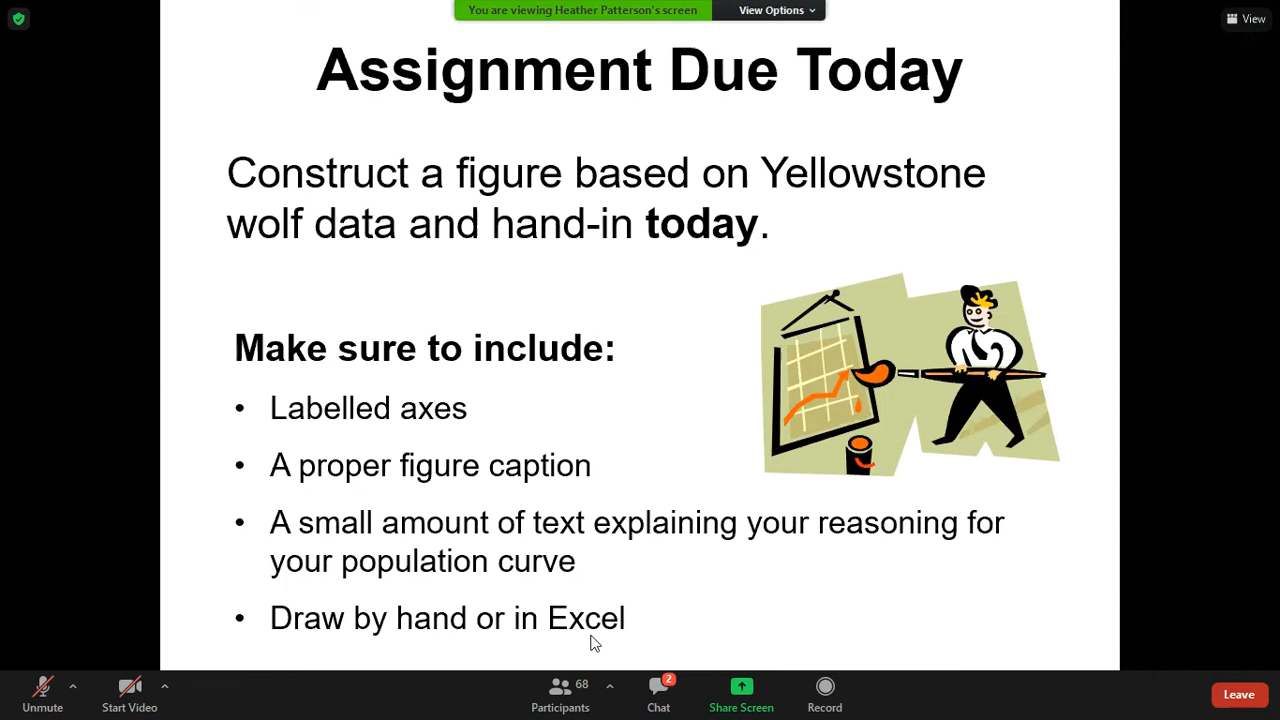 You are viewing Heather Patterson's screen
View Options
View
Assignment Due Today
Construct a figure based on Yellowstone
wolf data and hand-in today.
Make sure to include:
• Labelled axes
• A proper figure caption
• A small amount of text explaining your reasoning for
your population curve
• Draw by hand or in Excel
Unmute
Start Video
68
Participants
2
Chat
Share Screen
Record
Leave